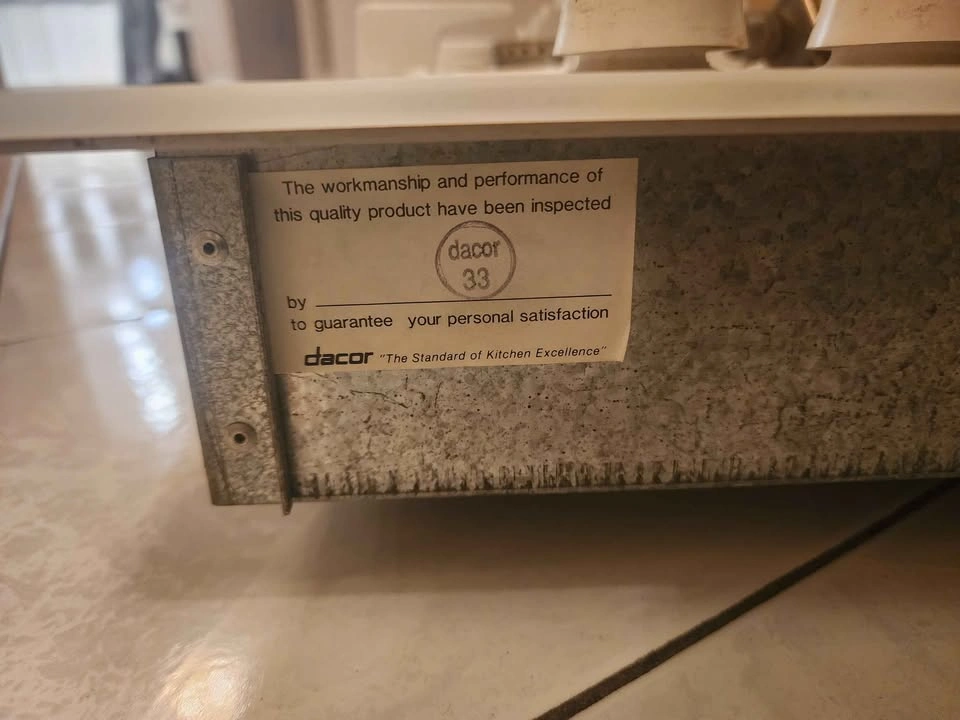 The workmanship and performance of
this quality product have been inspected
dacor
33
by
to guarantee your personal satisfaction
dacor "The Standard of Kitchen Excellence"